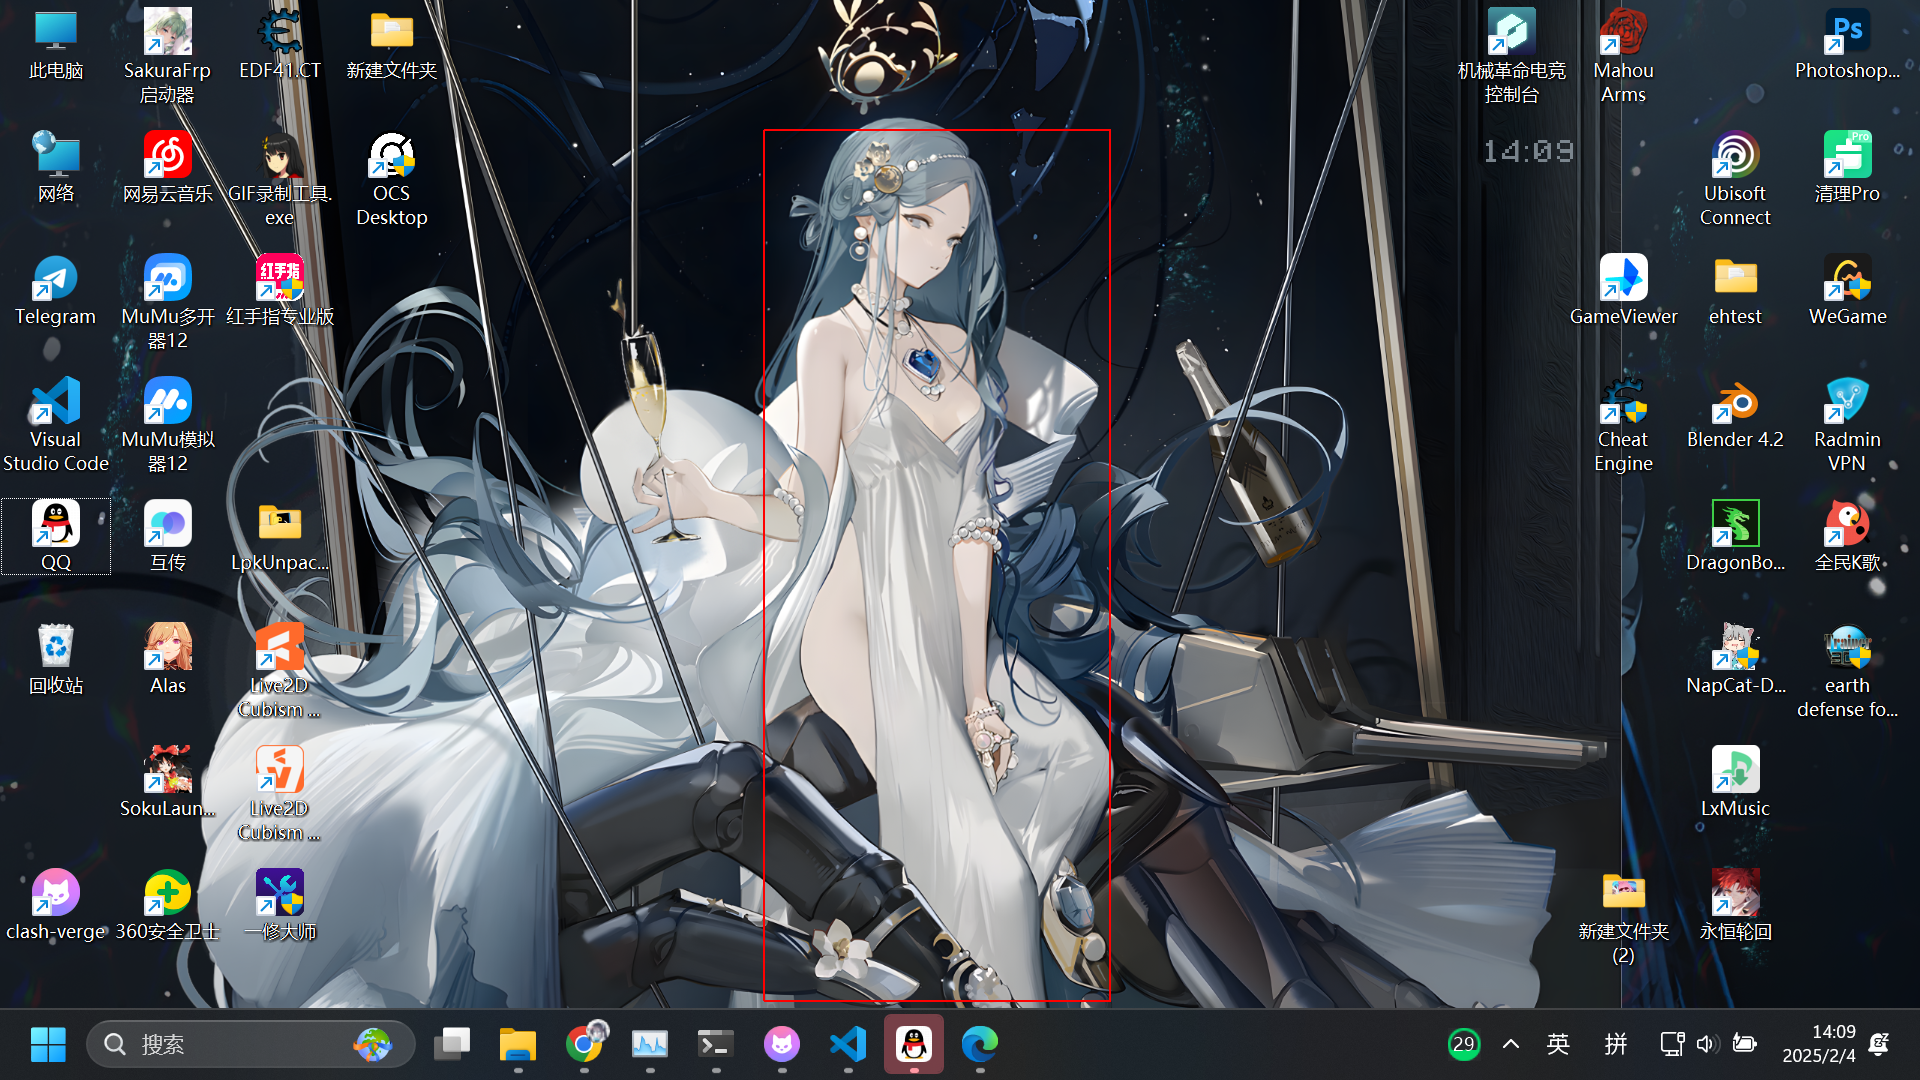 此电脑
SakuraFrp
启动器
EDF41.CT
新建文件夹
机械革命电竞
控制台
Mahou
Arms
Ps
Photoshop...
网络
网易云音乐
GIF录制工具.
exe
OCS
Desktop
14:09
Ubisoft
Connect
Pro
清理Pro
Telegram
MuMu多开
器12
红手指
红手指专业版
GameViewer
ehtest
WeGame
Visual
Studio Code
MuMu模拟
器12
Cheat
Engine
Blender 4.2
Radmin
VPN
QQ
互传
LpkUnpac...
DragonBo...
全民K歌
回收站
Alas
Live2D
Cubism ...
NapCat-D...
Trainer
earth
defense fo...
SokuLaun...
Live2D
Cubism ...
LxMusic
clash-verge
360安全卫士
一修大师
新建文件夹
(2)
永恒轮回
搜索
29
英
拼
14:09
2025/2/4